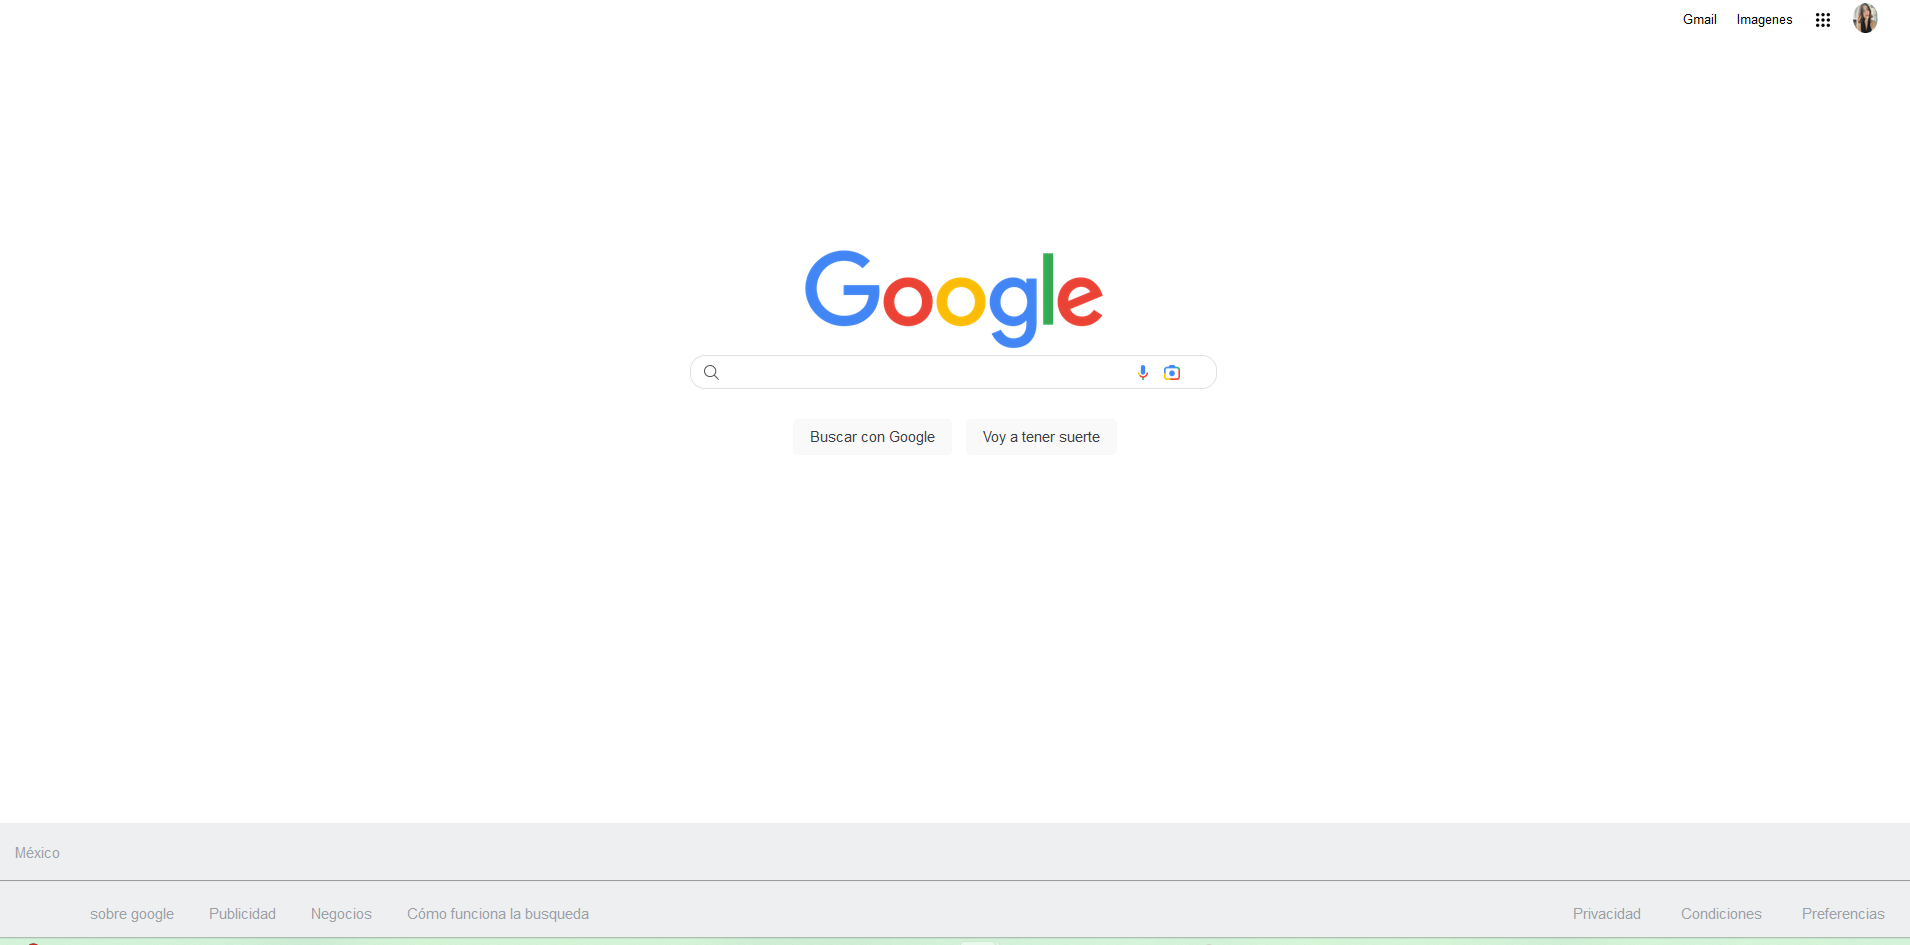 Gmail Imagenes
Google
Buscar con Google Voy a tener suerte
México
sobre google Publicidad Negocios Cómo funciona la busqueda Privacidad Condiciones Preferencias